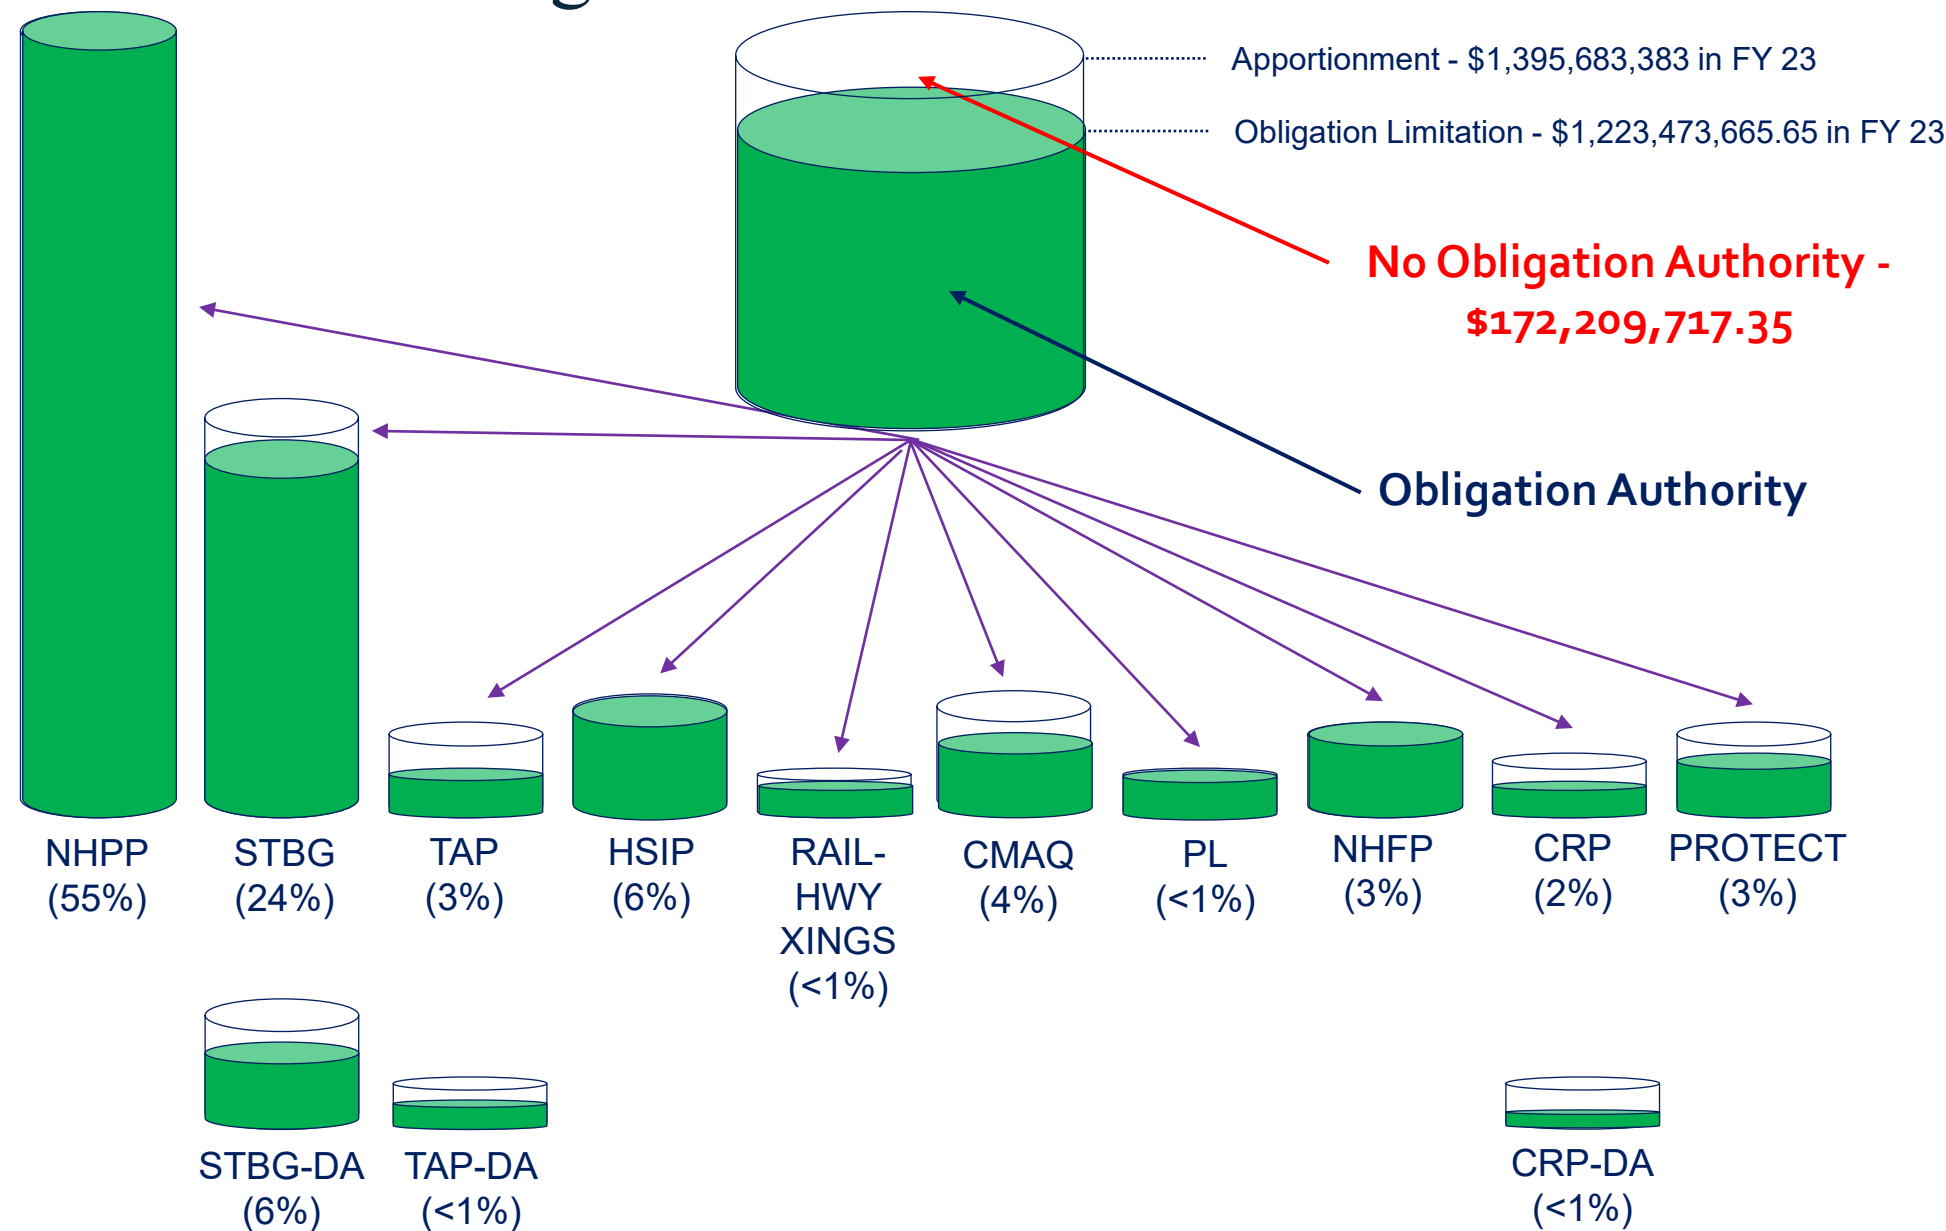 Apportionment - $1,395,683,383 in FY 23
Obligation Limitation - $1,223,473,665.65 in FY 23
No Obligation Authority -
$172,209,717.35
Obligation Authority
NHPP
(55%)
STBG
(24%)
TAP
(3%)
HSIP
(6%)
RAIL-
HWY
XINGS
(<1%)
CMAQ
(4%)
PL
(<1%)
NHFP
(3%)
CRP
(2%)
PROTECT
(3%)
STBG-DA
(6%)
TAP-DA
(<1%)
CRP-DA
(<1%)